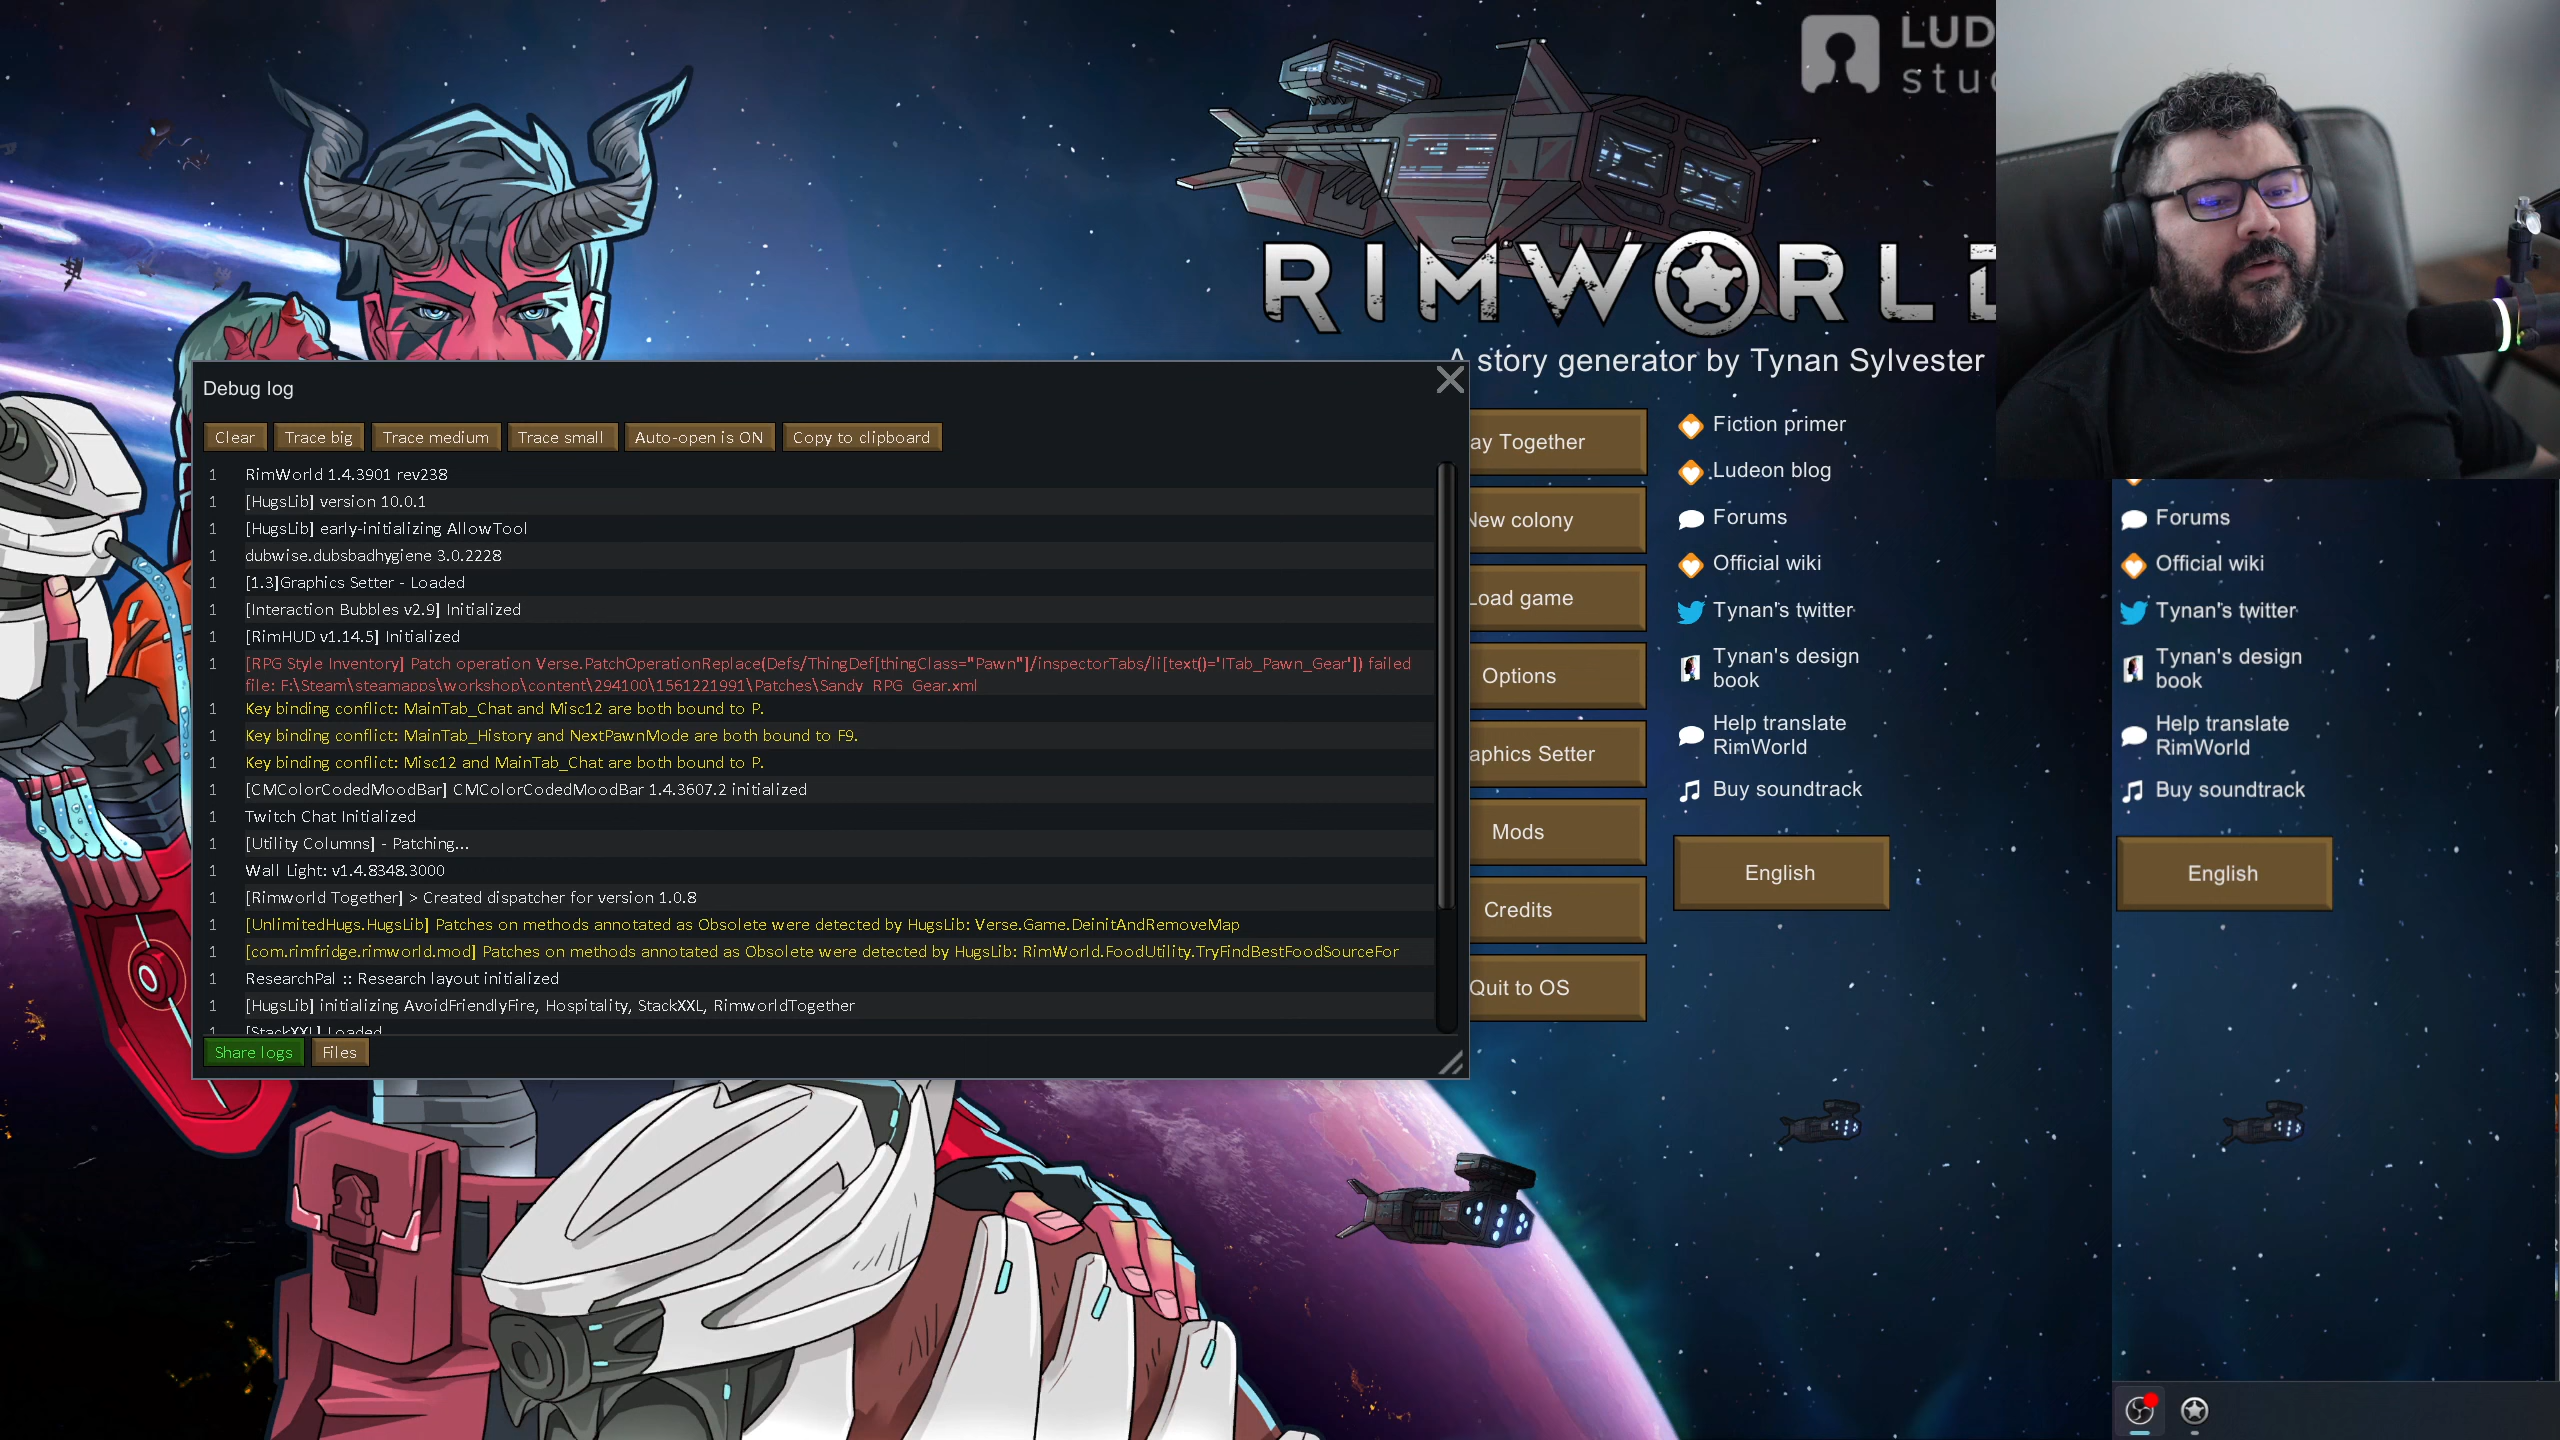 LUD
stu
RIMWORLD
A story generator by Tynan Sylvester
Debug log
Clear
Trace big
Trace medium
Trace small
Auto-open is ON
Copy to clipboard
1 RimWorld 1.4.3901 rev238
1 [HugsLib] version 10.0.1
1 [HugsLib] early-initializing AllowTool
1 dubwise.dubsbadhygiene 3.0.2228
1 [1.3]Graphics Setter - Loaded
1 [Interaction Bubbles v2.9] Initialized
1 [RimHUD v1.14.5] Initialized
1 [RPG Style Inventory] Patch operation Verse.PatchOperationReplace(Defs/ThingDef[thingClass="Pawn"]/inspectorTabs/li[text()='ITab_Pawn_Gear']) failed
file: F:\Steam\steamapps\workshop\content\294100\1561221991\Patches\Sandy_RPG_Gear.xml
1 Key binding conflict: MainTab_Chat and Misc12 are both bound to P.
1 Key binding conflict: MainTab_History and NextPawnMode are both bound to F9.
1 Key binding conflict: Misc12 and MainTab_Chat are both bound to P.
1 [CMColorCodedMoodBar] CMColorCodedMoodBar 1.4.3607.2 initialized
1 Twitch Chat Initialized
1 [Utility Columns] - Patching...
1 Wall Light: v1.4.8348.3000
1 [Rimworld Together] > Created dispatcher for version 1.0.8
1 [UnlimitedHugs.HugsLib] Patches on methods annotated as Obsolete were detected by HugsLib: Verse.Game.DeinitAndRemoveMap
1 [com.rimfridge.rimworld.mod] Patches on methods annotated as Obsolete were detected by HugsLib: RimWorld.FoodUtility.TryFindBestFoodSourceFor
1 ResearchPal :: Research layout initialized
1 [HugsLib] initializing AvoidFriendlyFire, Hospitality, StackXXL, RimworldTogether
1 [StackXXL] Loaded
Share logs
Files
ay Together
New colony
Load game
Options
aphics Setter
Mods
Credits
Quit to OS
Fiction primer
Ludeon blog
Forums
Official wiki
Tynan's twitter
Tynan's design
book
Help translate
RimWorld
Buy soundtrack
English
Forums
Official wiki
Tynan's twitter
Tynan's design
book
Help translate
RimWorld
Buy soundtrack
English